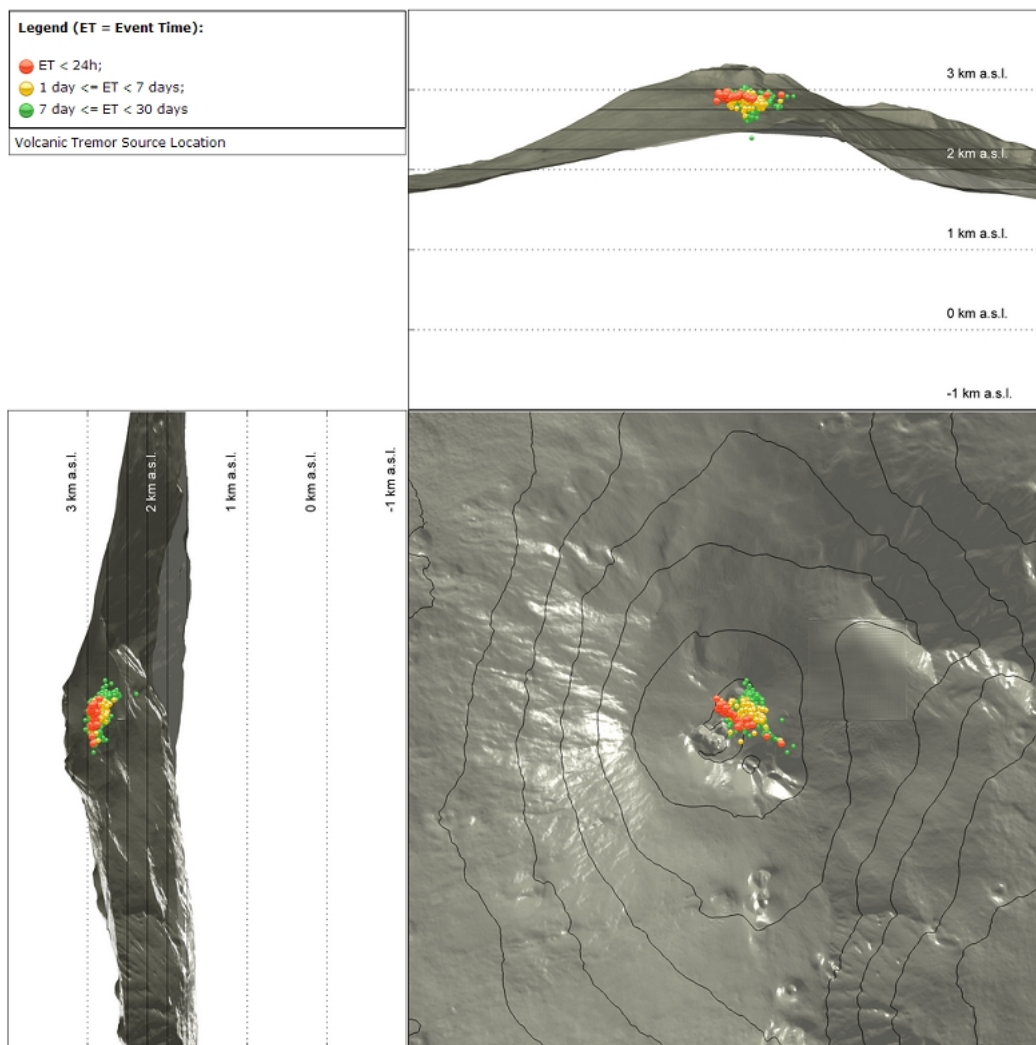 Legend (ET = Event Time):
ET < 24h;
1 day <= ET < 7 days;
7 day <= ET < 30 days
Volcanic Tremor Source Location
3 km a.s.l.
2 km a.s.l.
1 km a.s.l.
0 km a.s.l.
-1 km a.s.l.
3 km a.s.l.
2 km a.s.l.
1 km a.s.l.
0 km a.s.l.
-1 km a.s.l.